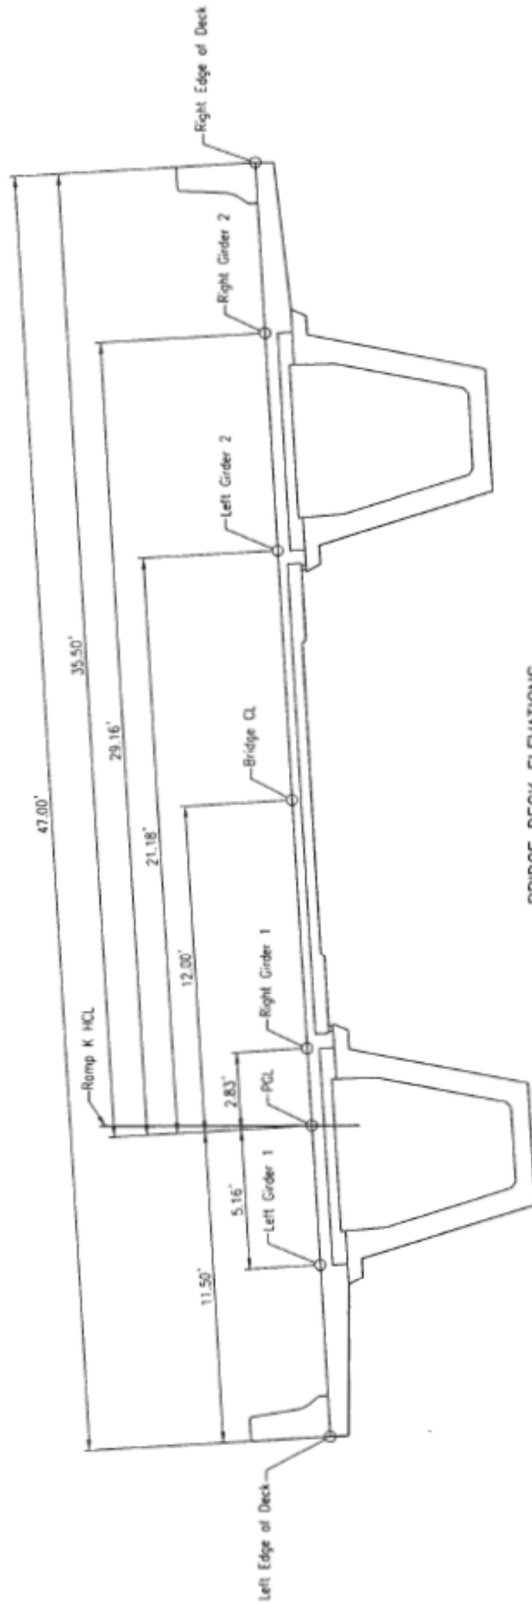 47.00'
35.50'
29.16'
21.18'
12.00'
Ramp K HCL
11.50'
5.16'
2.83'
Left Edge of Deck
Left Girder 1
PGL
Right Girder 1
Bridge CL
Left Girder 2
Right Girder 2
Right Edge of Deck
BRIDGE DECK ELEVATIONS